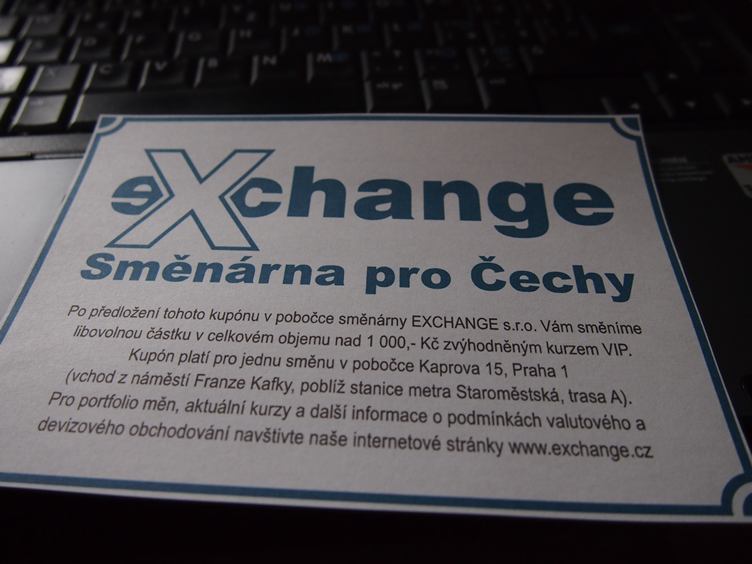 eXchange
Směnárna pro Čechy
Po předložení tohoto kupónu v pobočce směnárny EXCHANGE s.r.o. Vám směníme
libovolnou částku v celkovém objemu nad 1 000,- Kč zvýhodněným kurzem VIP.
Kupón platí pro jednu směnu v pobočce Kaprova 15, Praha 1
(vchod z náměstí Franze Kafky, poblíž stanice metra Staroměstská, trasa A).
Pro portfolio měn, aktuální kurzy a další informace o podmínkách valutového a
devizového obchodování navštivte naše internetové stránky www.exchange.cz